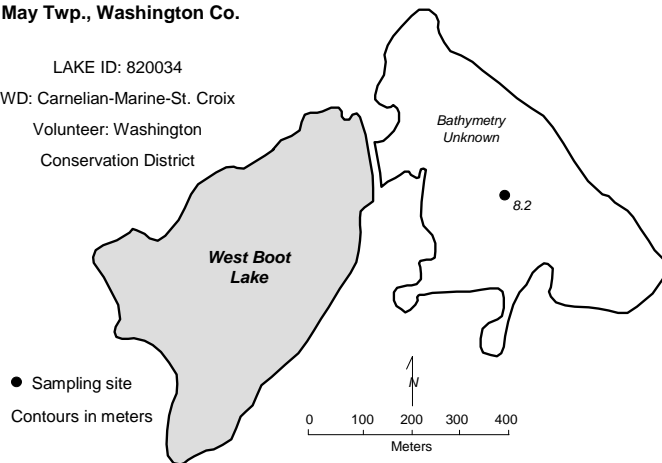 May Twp., Washington Co.
LAKE ID: 820034
WD: Carnelian-Marine-St. Croix
Volunteer: Washington
Conservation District
Bathymetry
Unknown
8.2
West Boot
Lake
Sampling site
Contours in meters
N
0 100 200 300 400
Meters